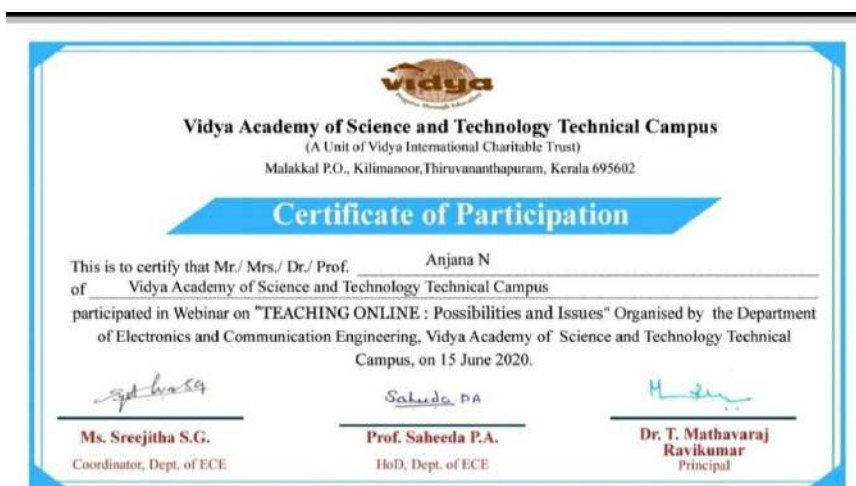 vidya
Progress Through Education
Vidya Academy of Science and Technology Technical Campus
(A Unit of Vidya International Charitable Trust)
Malakkal P.O., Kilimanoor,Thiruvananthapuram, Kerala 695602
Certificate of Participation
This is to certify that Mr./ Mrs./ Dr./ Prof. Anjana N
of Vidya Academy of Science and Technology Technical Campus
participated in Webinar on "TEACHING ONLINE : Possibilities and Issues" Organised by the Department
of Electronics and Communication Engineering, Vidya Academy of Science and Technology Technical
Campus, on 15 June 2020.
Saheeda PA
Ms. Sreejitha S.G. Prof. Saheeda P.A. Dr. T. Mathavaraj
Ravikumar
Coordinator, Dept. of ECE HoD, Dept. of ECE Principal